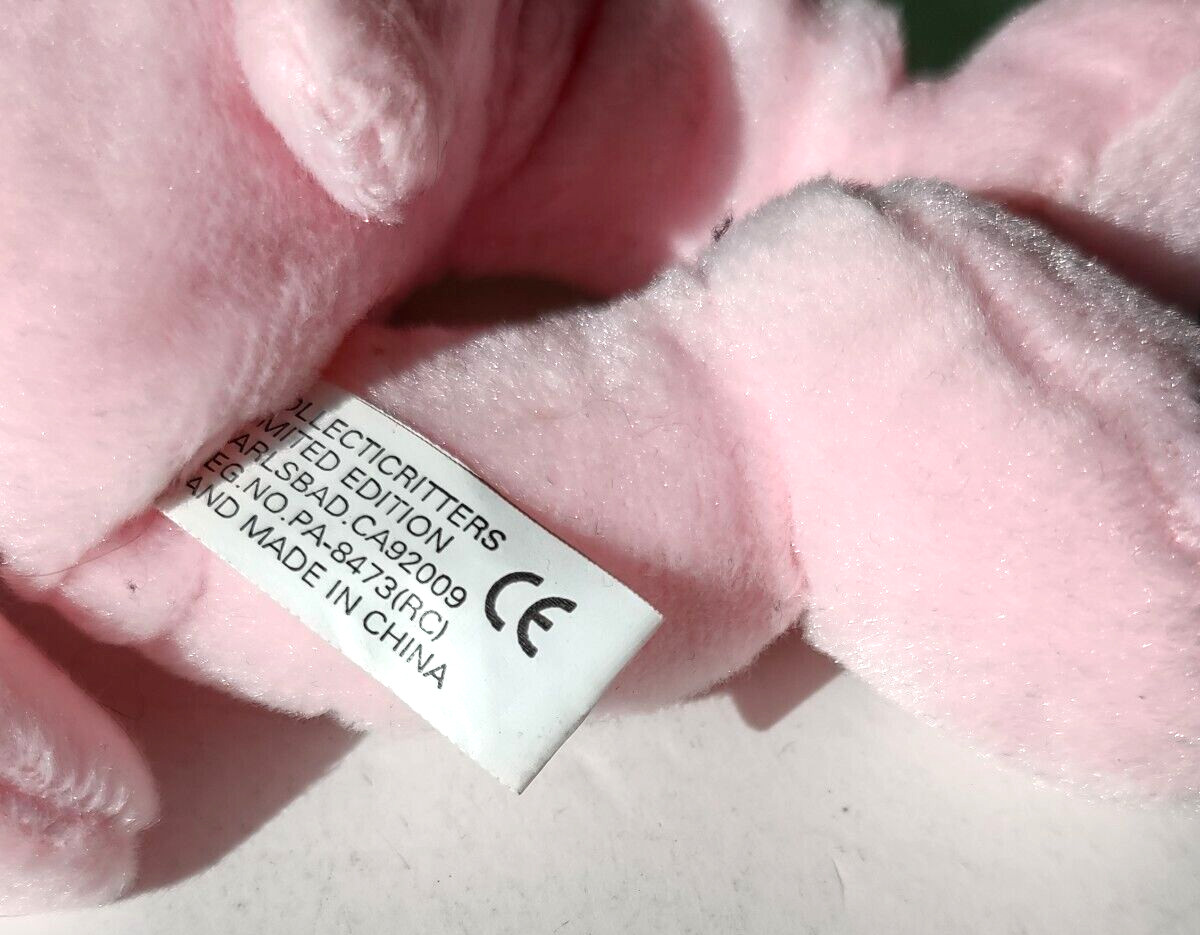 OLLECTICRITTERS
IMITED EDITION
ARLSBAD.CA92009
EG.NO.PA-8473(RC)
AND MADE IN CHINA
CE